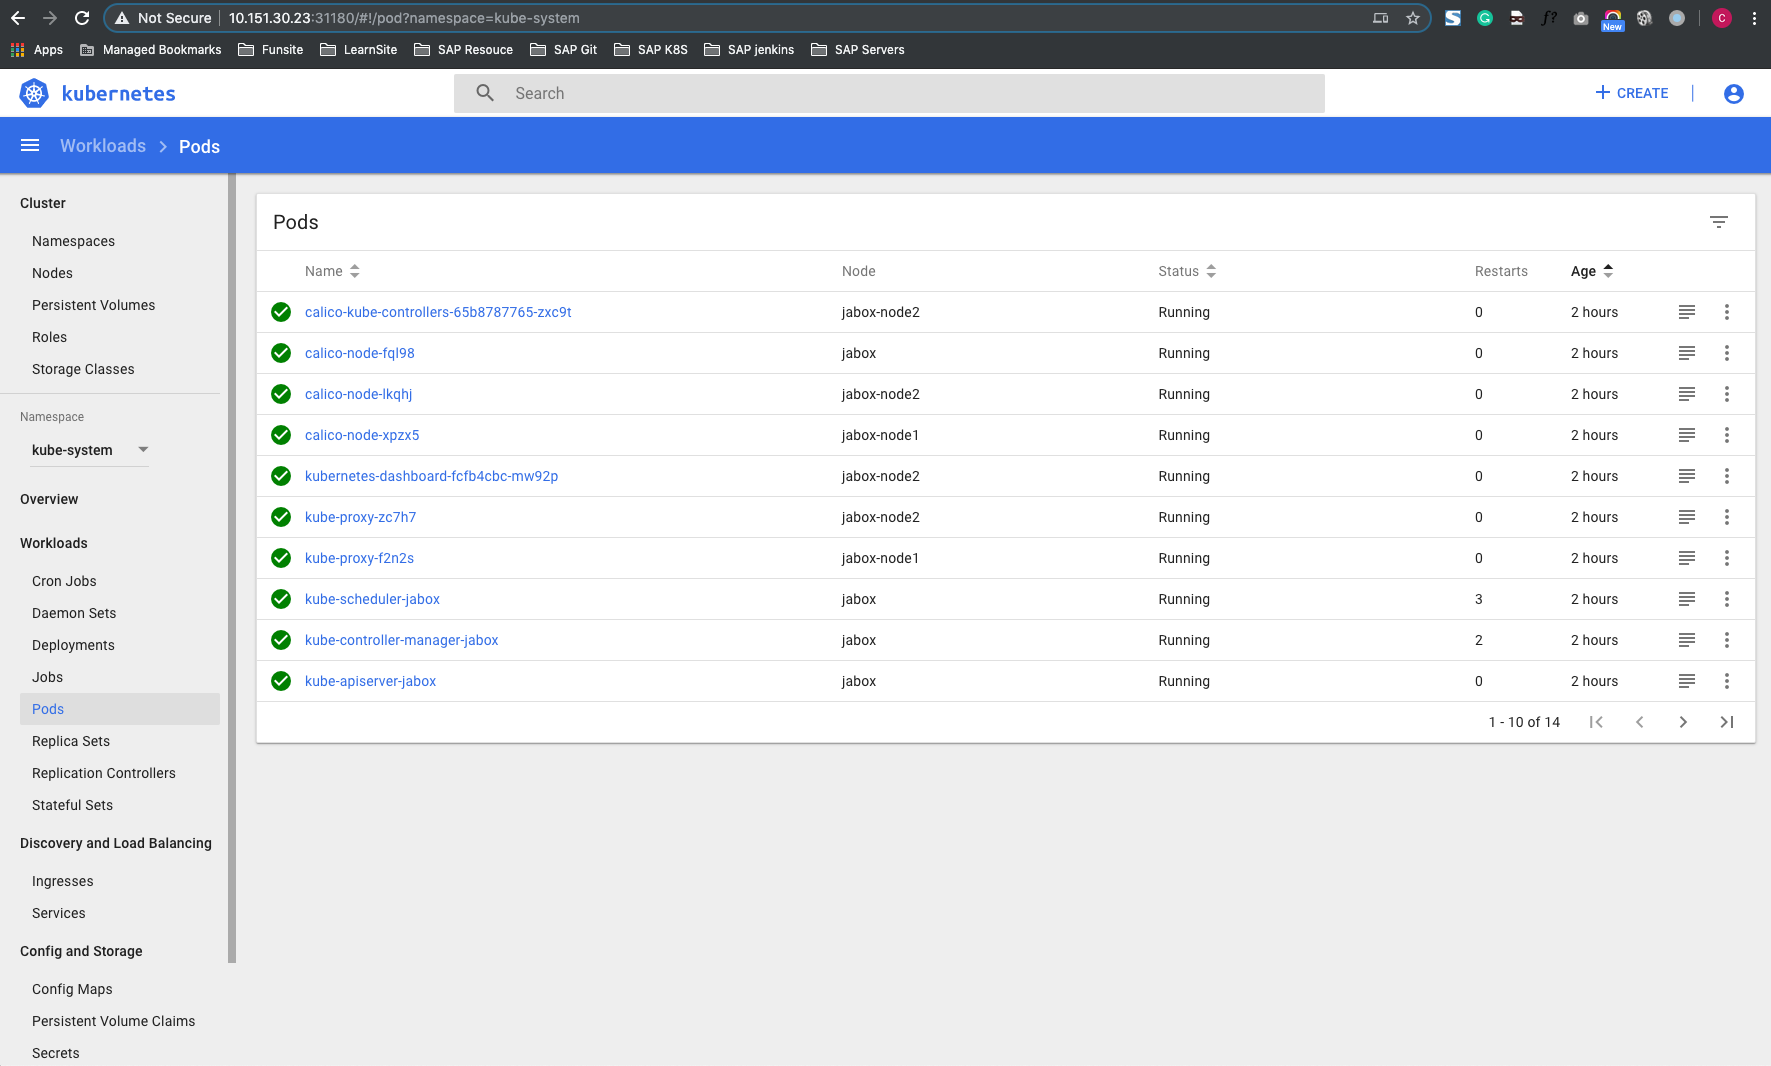 Not Secure 10.151.30.23:31180/#!/pod?namespace=kube-system
f? New C
Apps Managed Bookmarks Funsite LearnSite SAP Resouce SAP Git SAP K8S SAP jenkins SAP Servers
kubernetes Search CREATE
Workloads Pods
Cluster
Namespaces
Nodes
Persistent Volumes
Roles
Storage Classes
Namespace
kube-system
Overview
Workloads
Cron Jobs
Daemon Sets
Deployments
Jobs
Pods
Replica Sets
Replication Controllers
Stateful Sets
Discovery and Load Balancing
Ingresses
Services
Config and Storage
Config Maps
Persistent Volume Claims
Secrets
Pods
Name Node Status Restarts Age
calico-kube-controllers-65b8787765-zxc9t jabox-node2 Running 0 2 hours
calico-node-fql98 jabox Running 0 2 hours
calico-node-lkqhj jabox-node2 Running 0 2 hours
calico-node-xpzx5 jabox-node1 Running 0 2 hours
kubernetes-dashboard-fcfb4cbc-mw92p jabox-node2 Running 0 2 hours
kube-proxy-zc7h7 jabox-node2 Running 0 2 hours
kube-proxy-f2n2s jabox-node1 Running 0 2 hours
kube-scheduler-jabox jabox Running 3 2 hours
kube-controller-manager-jabox jabox Running 2 2 hours
kube-apiserver-jabox jabox Running 0 2 hours
1 - 10 of 14